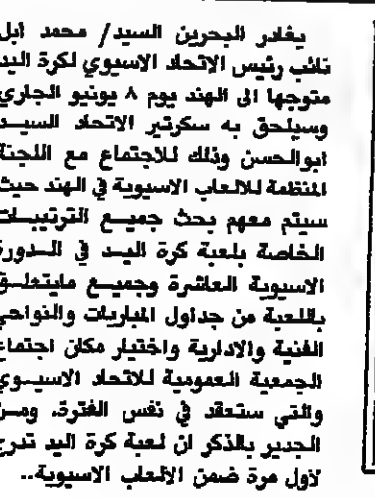 يغادر البحرين السيد/ محمد ابل
نائب رئيس الاتحاد الاسيوي لكرة اليد
متوجها الى الهند يوم ٨ يونيو الجاري
وسيلحق به سكرتير الاتحاد السيد
ابوالحسن وذلك للاجتماع مع اللجنة
المنظمة للالعاب الاسيوية في الهند حيث
سيتم معهم بحث جميع الترتيبات
الخاصة بلعبة كرة اليد في الدورة
الاسيوية العاشرة وجميع مايتعلق
باللعبة من جداول المباريات والنواحي
الفنية والادارية واختيار مكان اجتماع
الجمعية العمومية للاتحاد الاسيوي
والتي ستعقد في نفس الفترة. ومن
الجدير بالذكر ان لعبة كرة اليد تدرج
لاول مرة ضمن الالعاب الاسيوية..